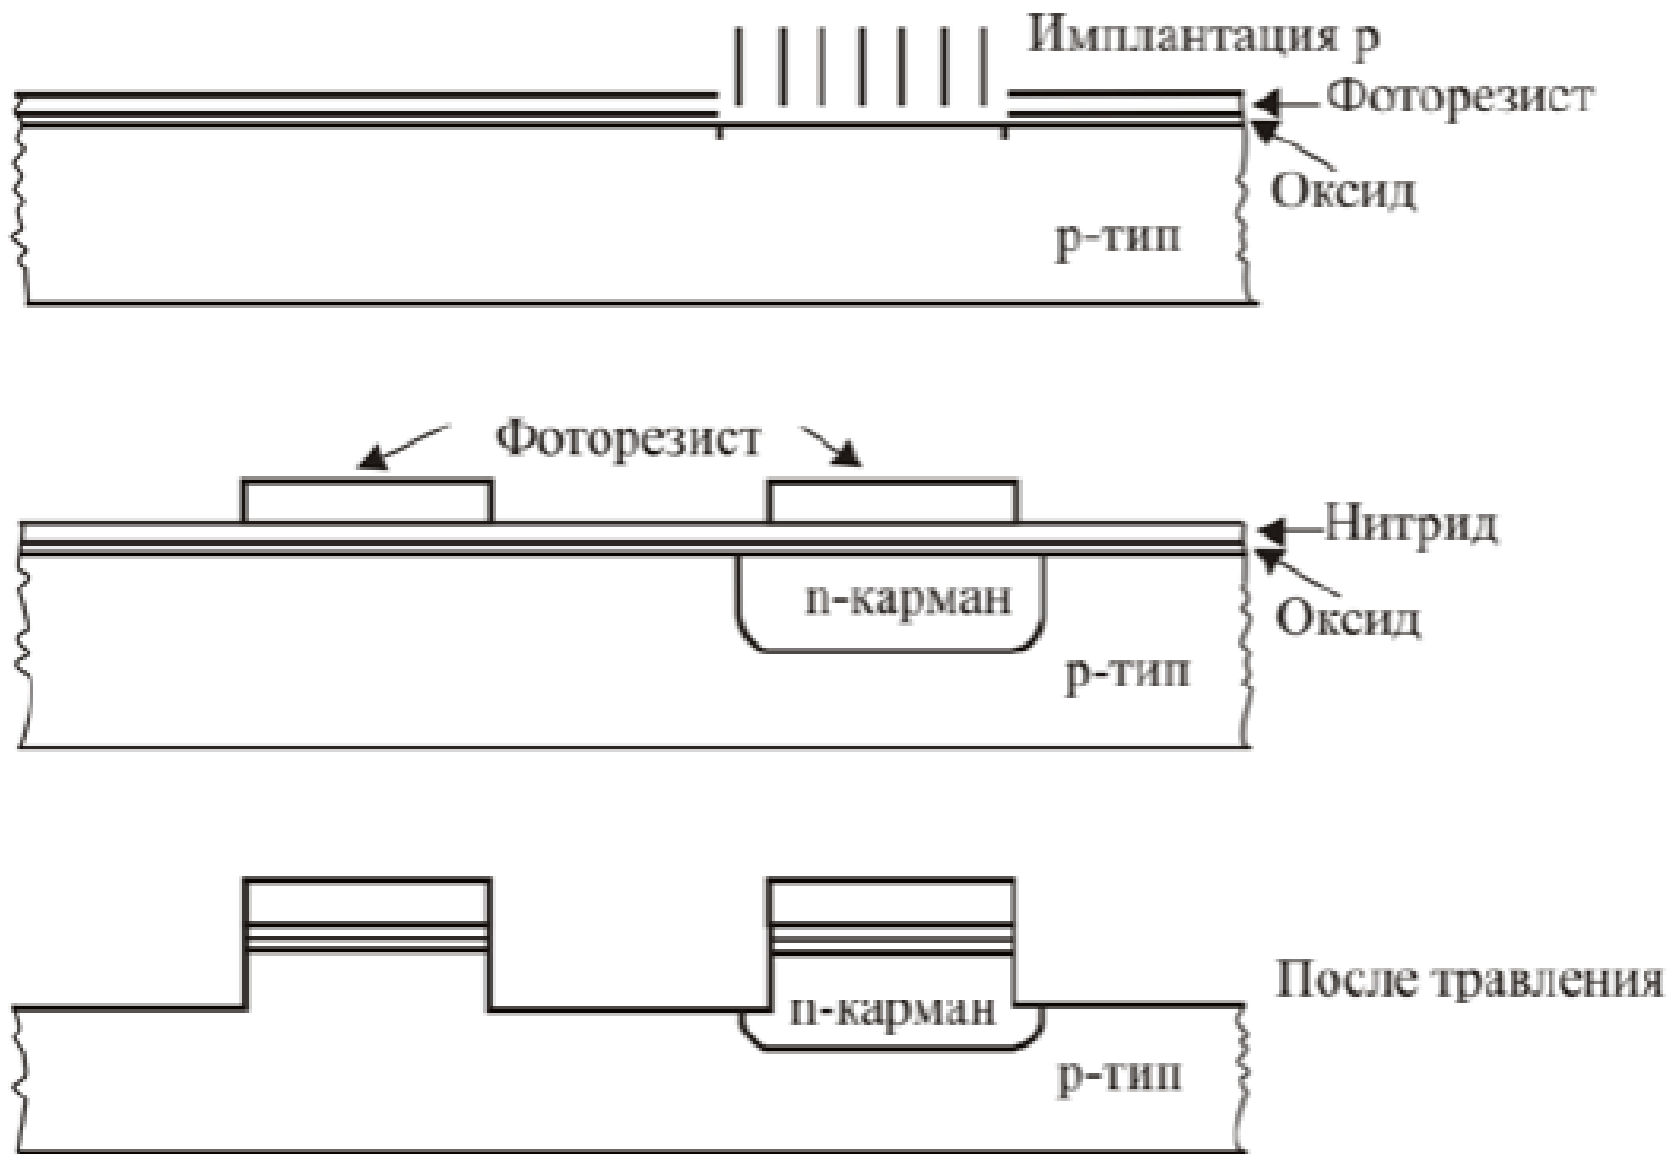 Имплантация р
Фоторезист
Оксид
р-тип
Фоторезист
Нитрид
n-карман
Оксид
р-тип
После травления
n-карман
р-тип